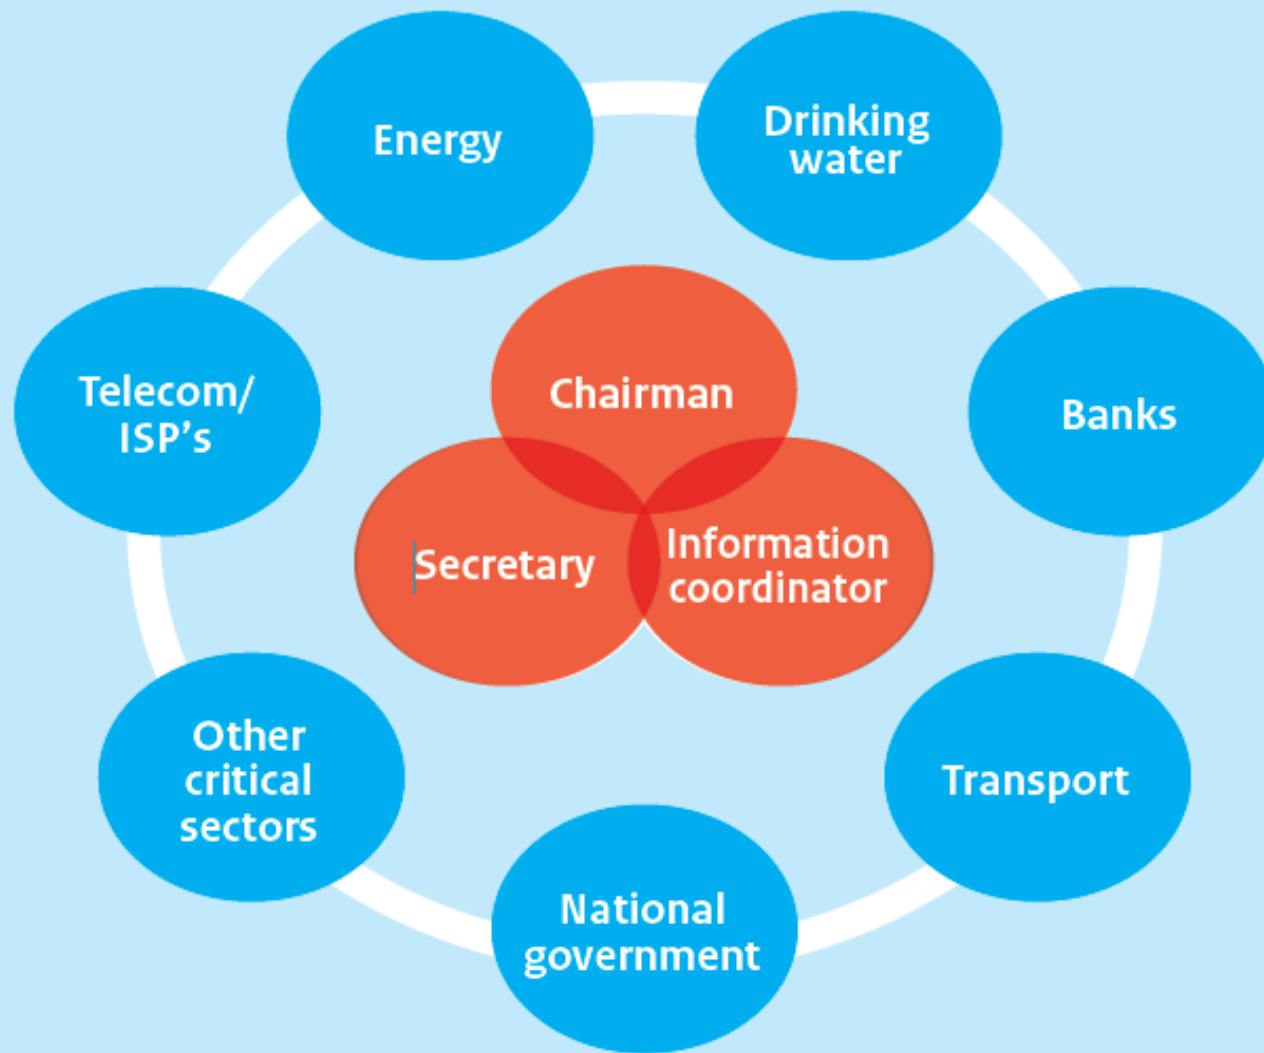 Energy
Drinking
water
Telecom/
ISP's
Chairman
Banks
Secretary
Information
coordinator
Other
critical
sectors
Transport
National
government